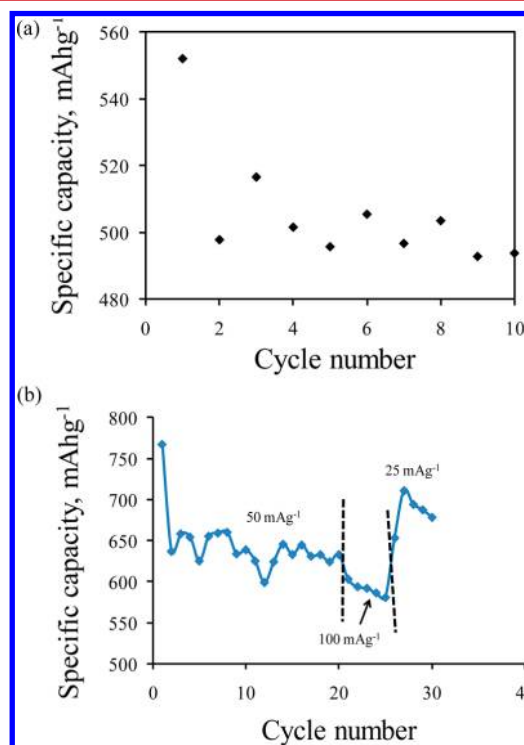 (a)
Specific capacity, mAhg⁻¹
560
540
520
500
480
0 2 4 6 8 10
Cycle number
(b)
Specific capacity, mAhg⁻¹
800
750
700
650
600
550
500
25 mAg⁻¹
50 mAg⁻¹
100 mAg⁻¹
0 10 20 30 4
Cycle number